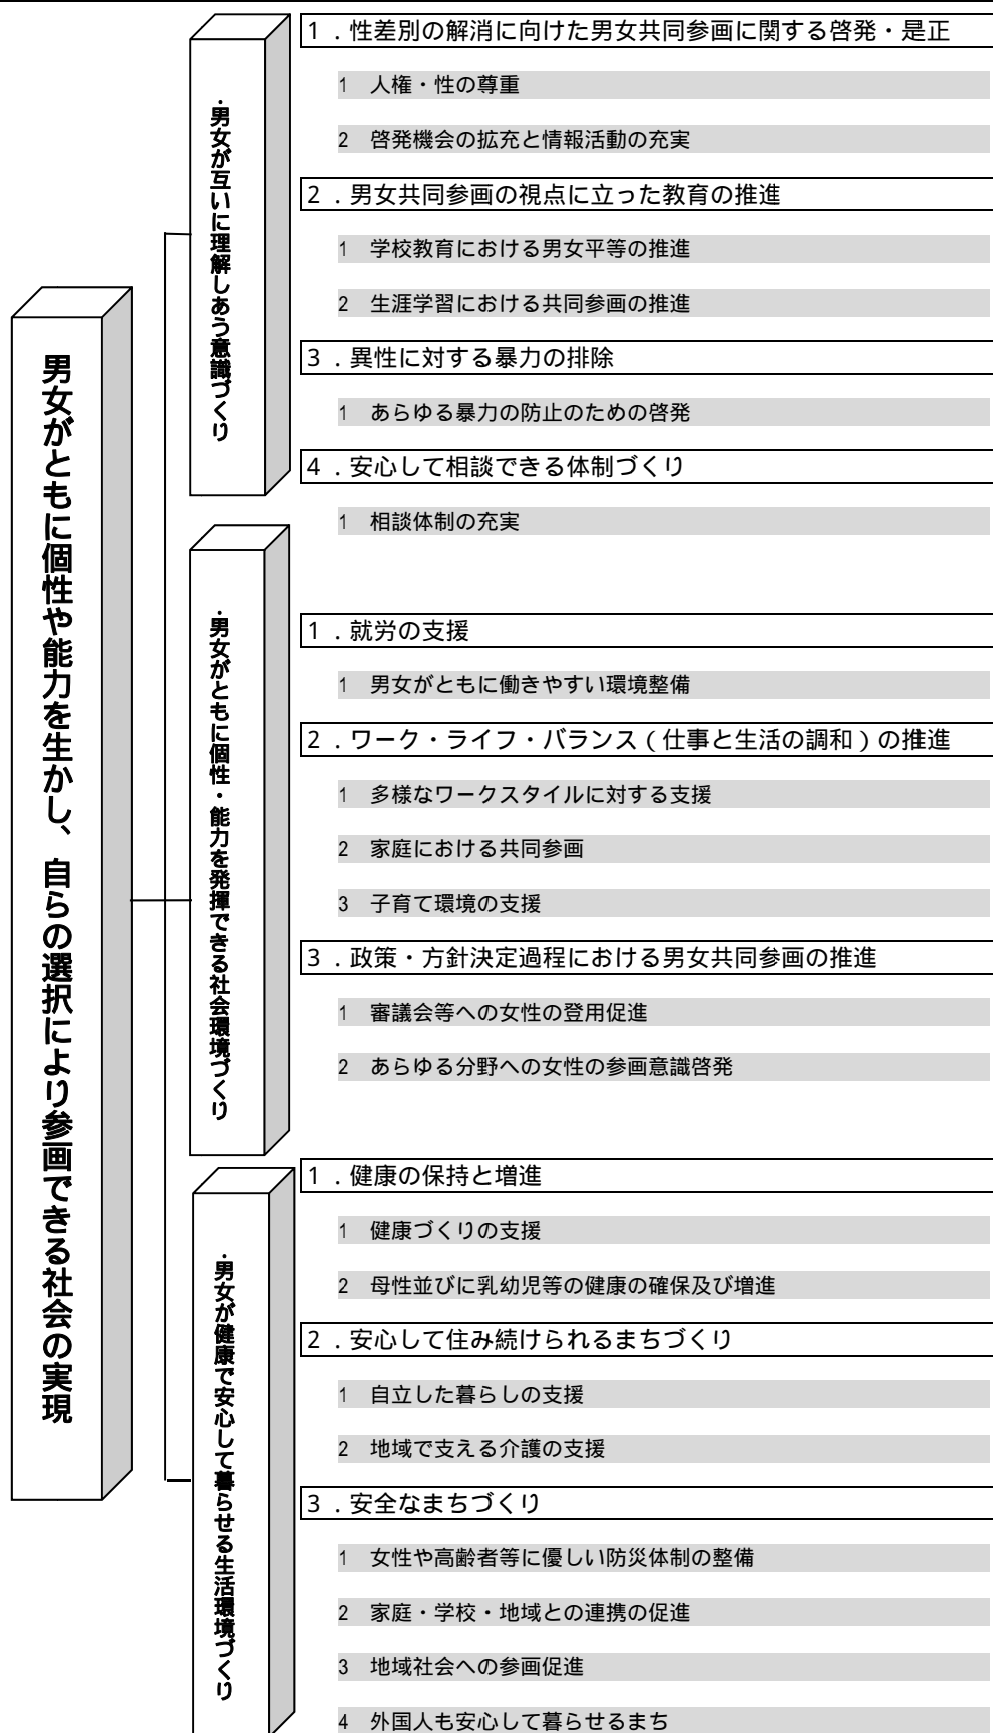 男女がともに個性や能力を生かし、自らの選択により参画できる社会の実現
・男女が互いに理解しあう意識づくり
1．性差別の解消に向けた男女共同参画に関する啓発・是正
1 人権・性の尊重
2 啓発機会の拡充と情報活動の充実
2．男女共同参画の視点に立った教育の推進
1 学校教育における男女平等の推進
2 生涯学習における共同参画の推進
3．異性に対する暴力の排除
1 あらゆる暴力の防止のための啓発
4．安心して相談できる体制づくり
1 相談体制の充実
・男女がともに個性・能力を発揮できる社会環境づくり
1．就労の支援
1 男女がともに働きやすい環境整備
2．ワーク・ライフ・バランス（仕事と生活の調和）の推進
1 多様なワークスタイルに対する支援
2 家庭における共同参画
3 子育て環境の支援
3．政策・方針決定過程における男女共同参画の推進
1 審議会等への女性の登用促進
2 あらゆる分野への女性の参画意識啓発
・男女が健康で安心して暮らせる生活環境づくり
1．健康の保持と増進
1 健康づくりの支援
2 母性並びに乳幼児等の健康の確保及び増進
2．安心して住み続けられるまちづくり
1 自立した暮らしの支援
2 地域で支える介護の支援
3．安全なまちづくり
1 女性や高齢者等に優しい防災体制の整備
2 家庭・学校・地域との連携の促進
3 地域社会への参画促進
4 外国人も安心して暮らせるまち